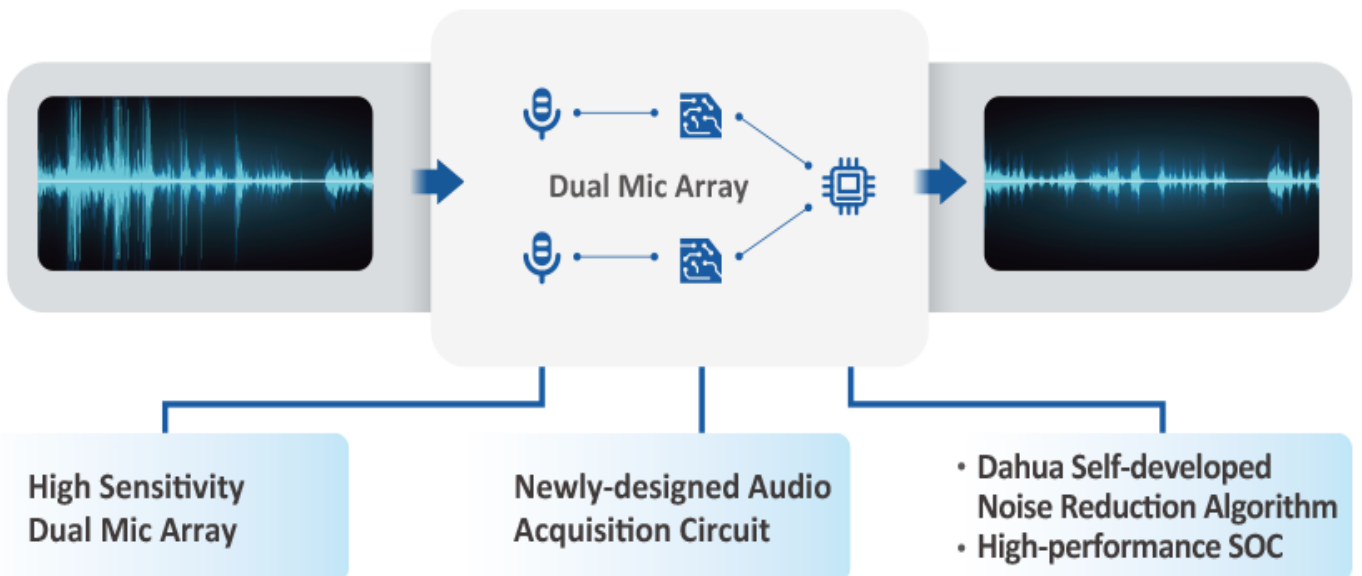 Dual Mic Array
High Sensitivity
Dual Mic Array
Newly-designed Audio
Acquisition Circuit
• Dahua Self-developed
Noise Reduction Algorithm
• High-performance SOC